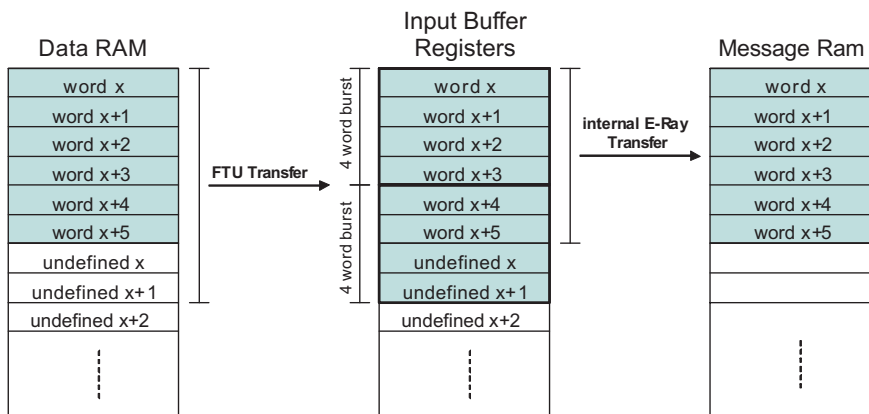 Data RAM
word x
word x+1
word x+2
word x+3
word x+4
word x+5
undefined x
undefined x+1
undefined x+2
FTU Transfer
Input Buffer
Registers
4 word burst
4 word burst
word x
word x+1
word x+2
word x+3
word x+4
word x+5
undefined x
undefined x+1
undefined x+2
internal E-Ray
Transfer
Message Ram
word x
word x+1
word x+2
word x+3
word x+4
word x+5